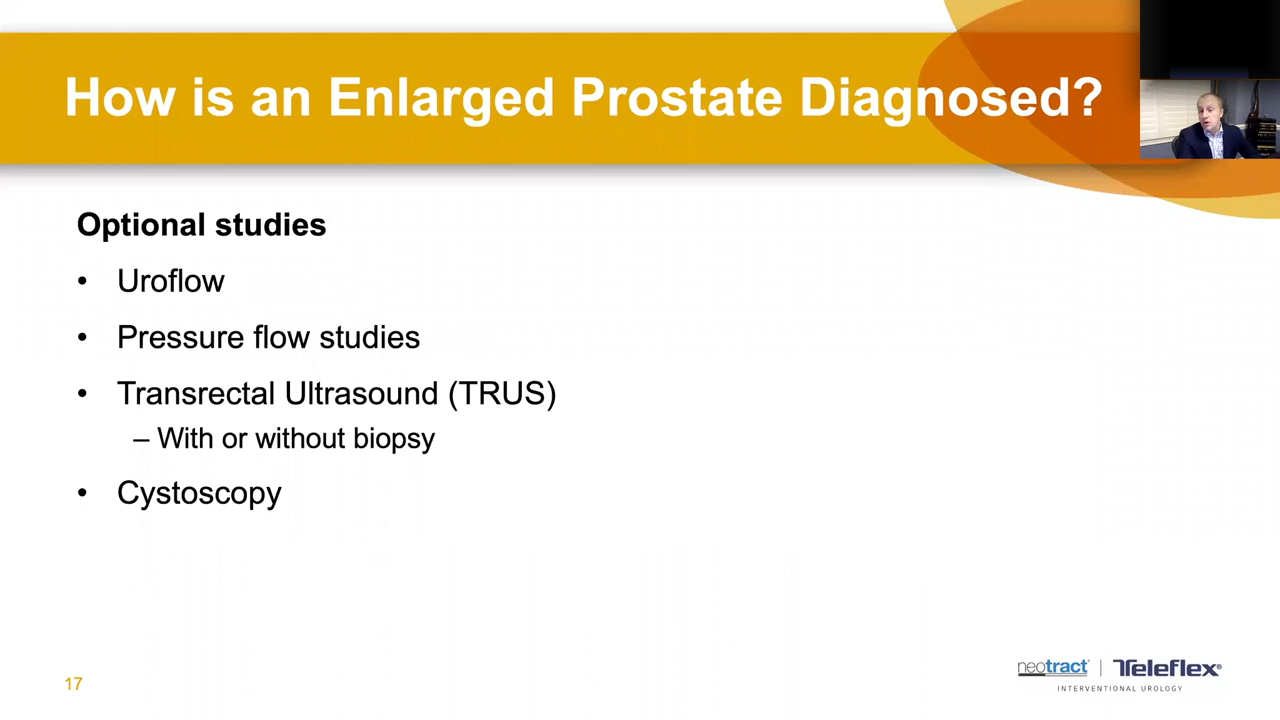 How is an Enlarged Prostate Diagnosed?
Optional studies
• Uroflow
• Pressure flow studies
• Transrectal Ultrasound (TRUS)
– With or without biopsy
• Cystoscopy
17
neotract® | Teleflex®
INTERVENTIONAL UROLOGY